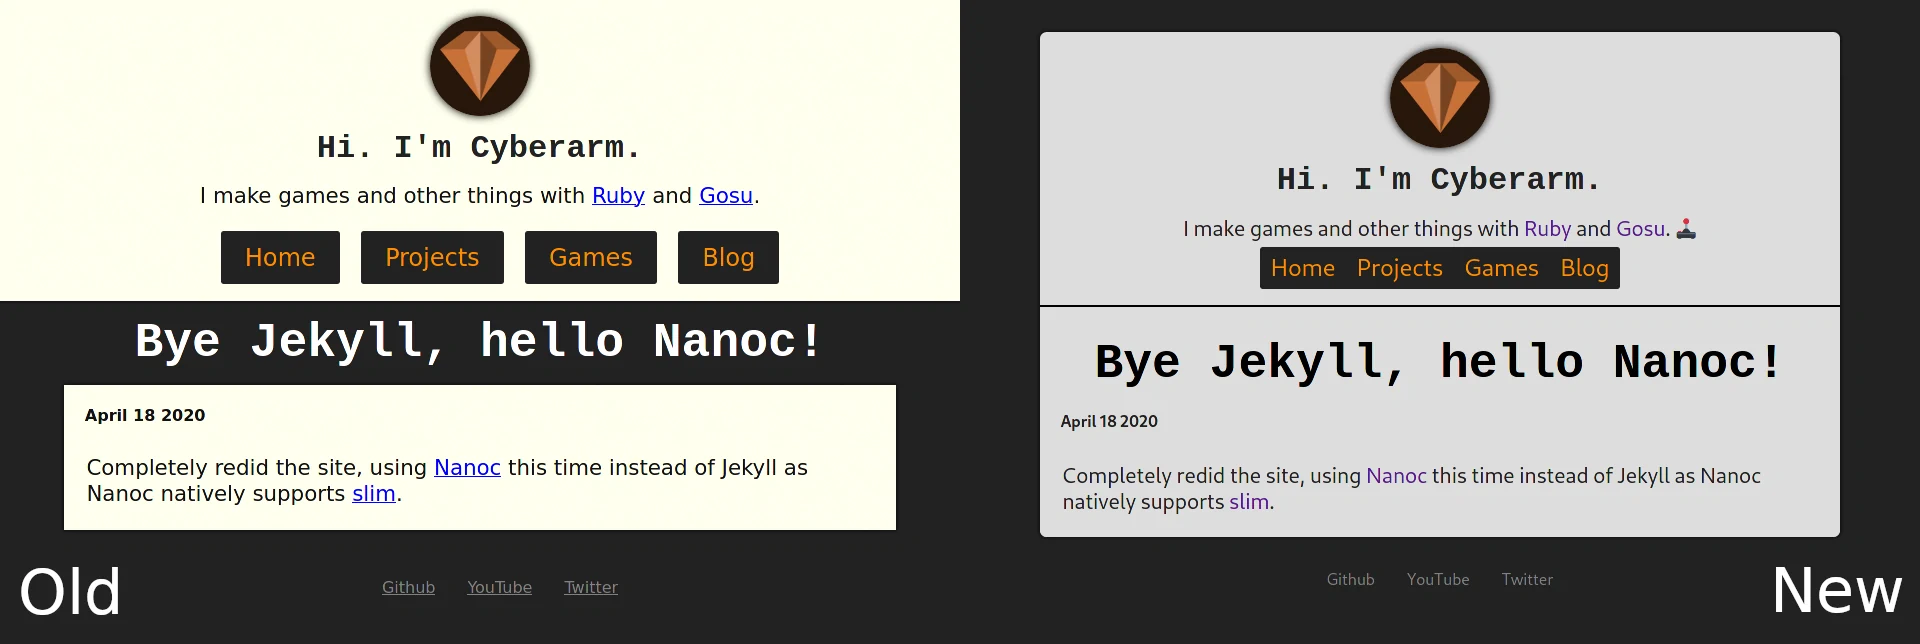 Hi. I'm Cyberarm.
I make games and other things with Ruby and Gosu.
Home Projects Games Blog
Bye Jekyll, hello Nanoc!
April 18 2020
Completely redid the site, using Nanoc this time instead of Jekyll as
Nanoc natively supports slim.
Github YouTube Twitter
Old
Hi. I'm Cyberarm.
I make games and other things with Ruby and Gosu. 🕹️
Home Projects Games Blog
Bye Jekyll, hello Nanoc!
April 18 2020
Completely redid the site, using Nanoc this time instead of Jekyll as Nanoc
natively supports slim.
Github YouTube Twitter
New